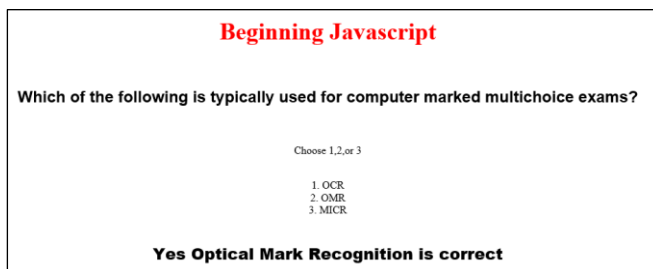 Beginning Javascript
Which of the following is typically used for computer marked multichoice exams?
Choose 1,2,or 3
1. OCR
2. OMR
3. MICR
Yes Optical Mark Recognition is correct